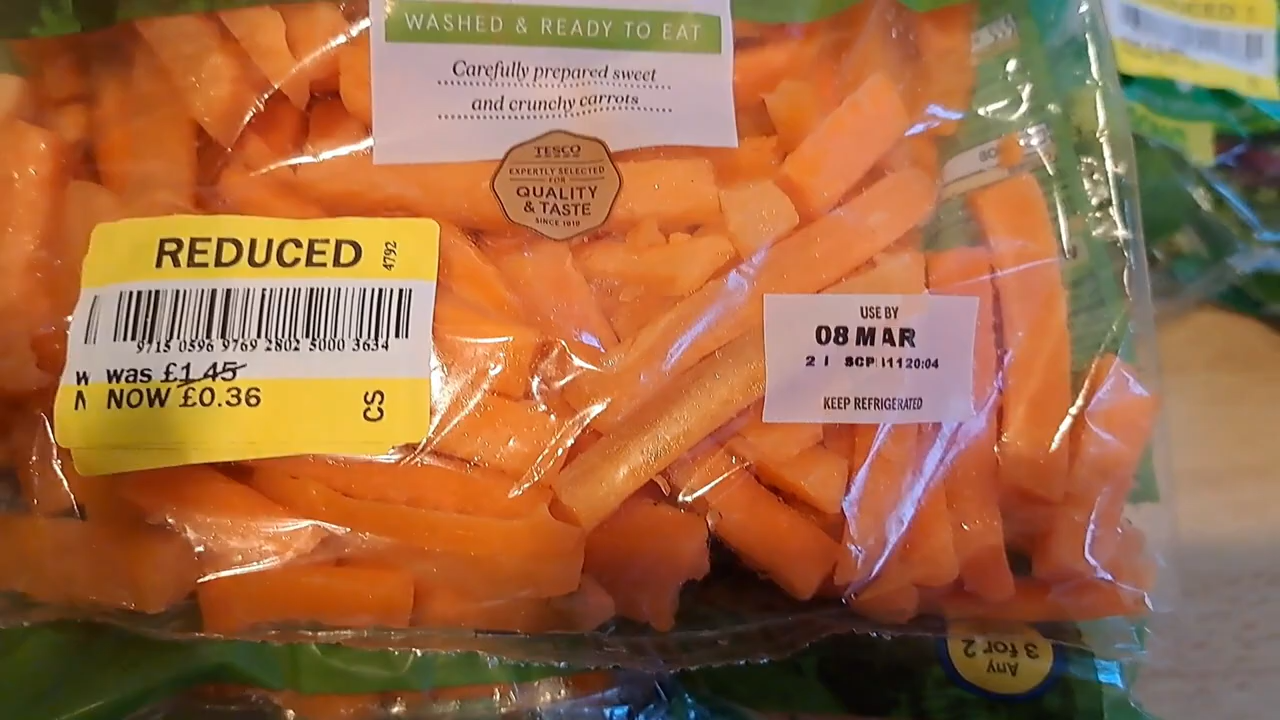 WASHED & READY TO EAT
Carefully prepared sweet
and crunchy carrots
TESCO
EXPERTLY SELECTED
FOR
QUALITY
& TASTE
SINCE 1919
REDUCED
4792
9715 0596 9769 2802 5000 3634
was £1.45
NOW £0.36
CS
USE BY
08 MAR
2 I SCP I1120:04
KEEP REFRIGERATED
Any
3 for 2